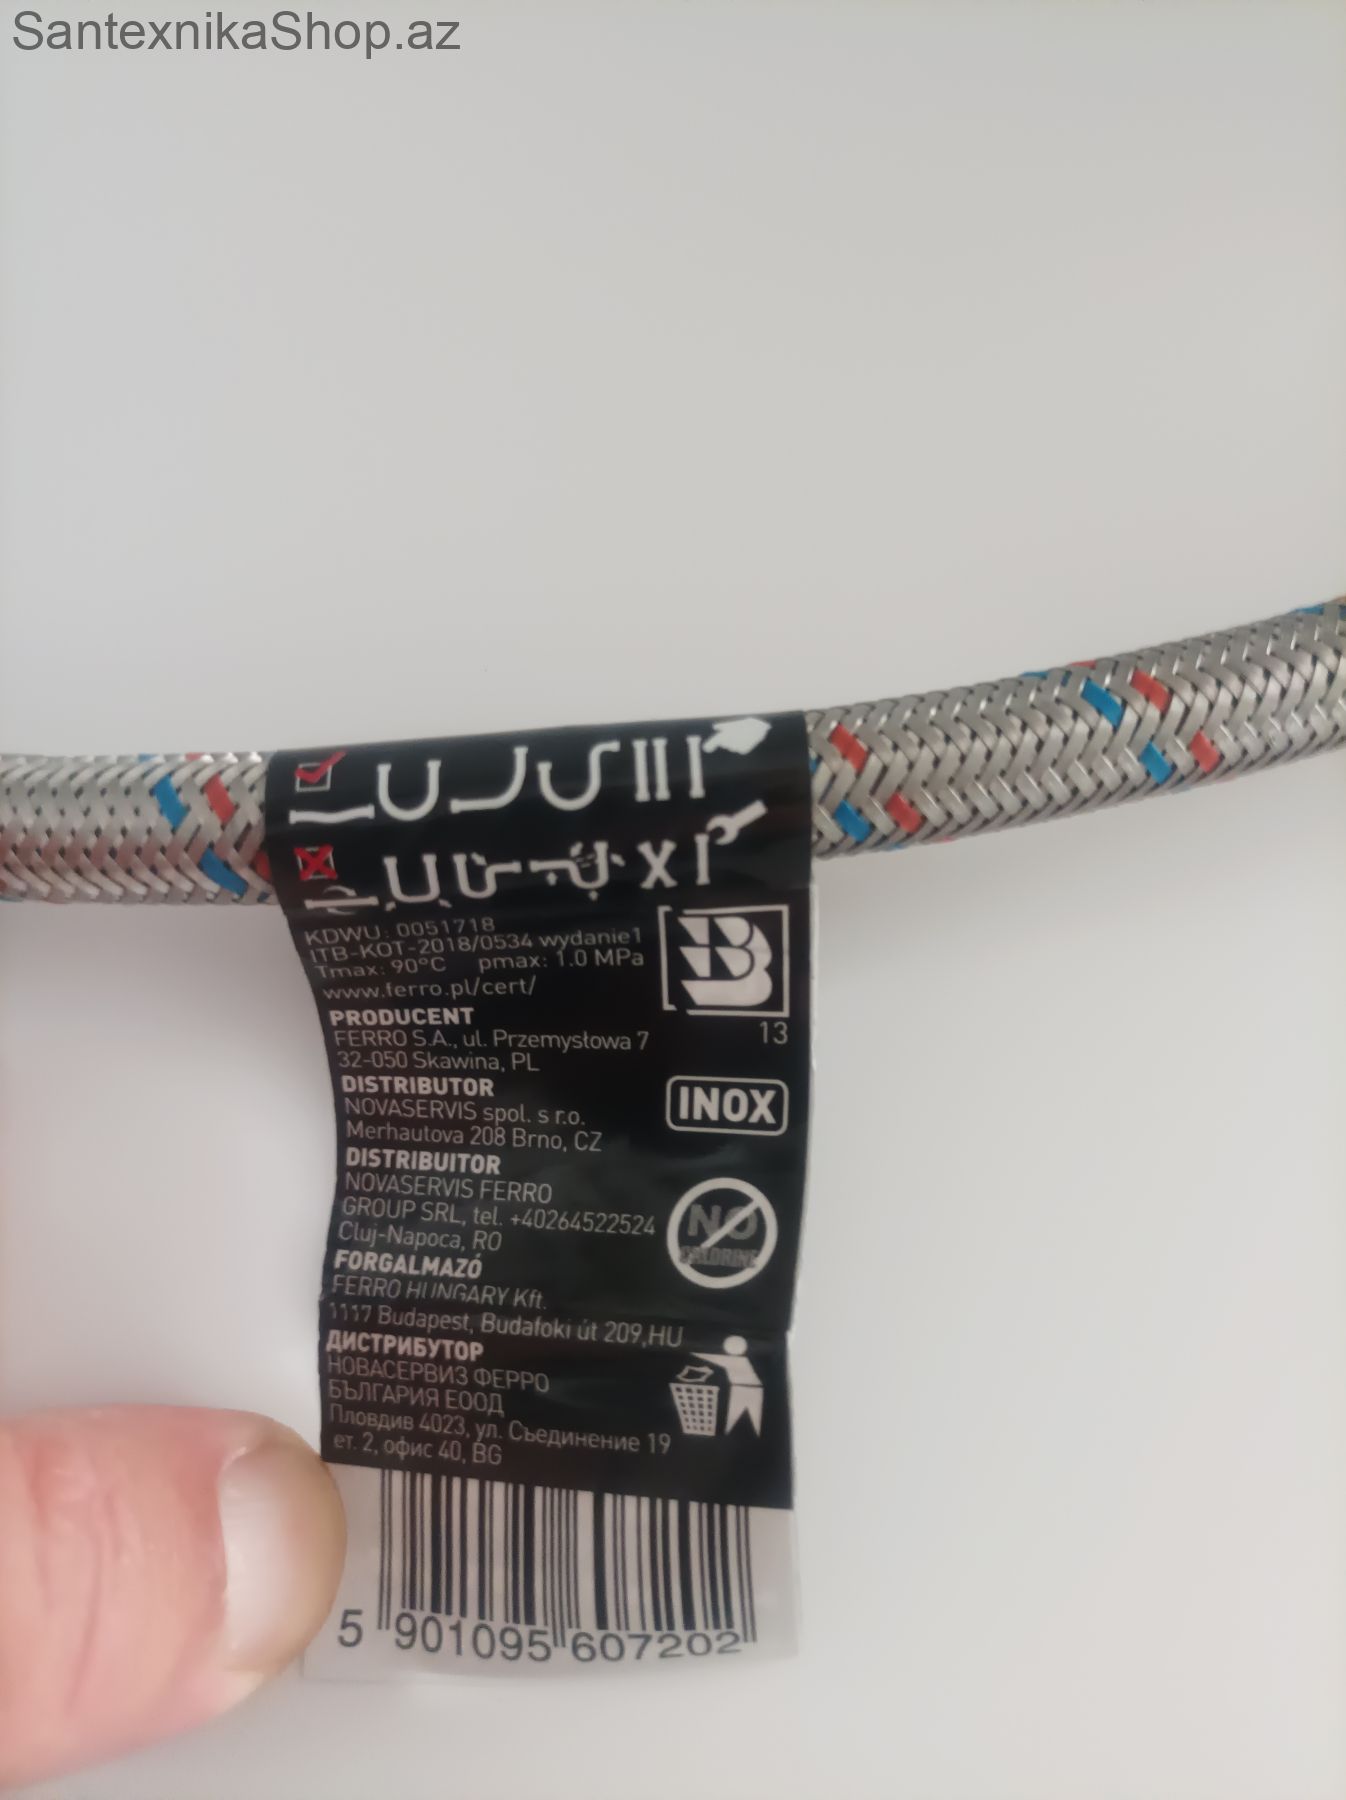 SantexnikaShop.az
KDWU: 0051718
ITB-KOT-2018/0534 wydanie1
Tmax: 90°C pmax: 1.0 MPa
www.ferro.pl/cert/
B
13
PRODUCENT
FERRO S.A., ul. Przemysłowa 7
32-050 Skawina, PL
DISTRIBUTOR
NOVASERVIS spol. s r.o.
Merhautova 208 Brno, CZ
INOX
DISTRIBUITOR
NOVASERVIS FERRO
GROUP SRL, tel. +40264522524
Cluj-Napoca, RO
NO
CHLORINE
FORGALMAZÓ
FERRO HUNGARY Kft.
1117 Budapest, Budafoki út 209,HU
ДИСТРИБУТОР
НОВАСЕРВИЗ ФЕРРО
БЪЛГАРИЯ ЕООД
Пловдив 4023, ул. Съединение 19
ет. 2, офис 40, BG
5 901095 607202